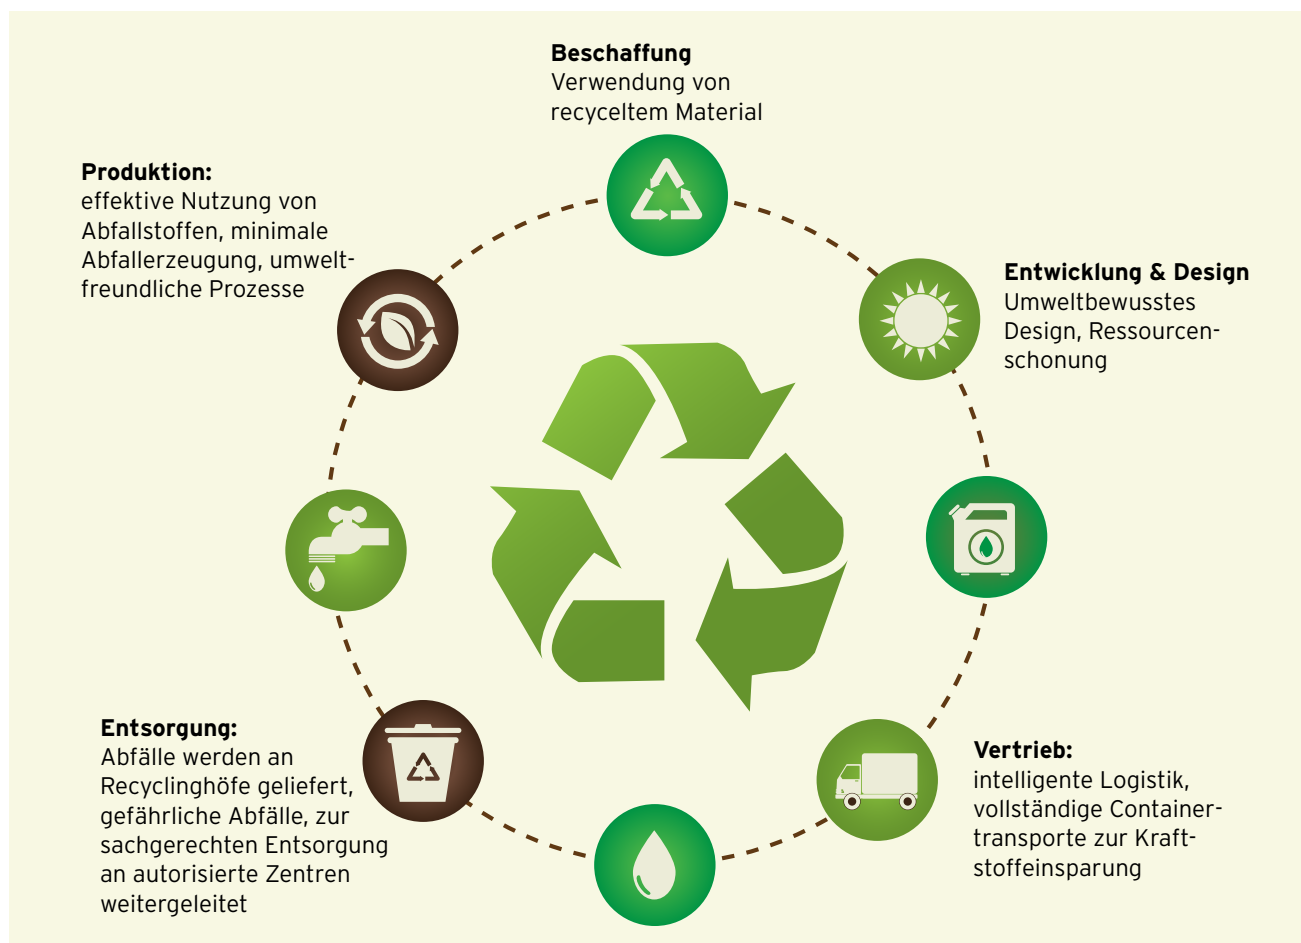 Beschaffung
Verwendung von
recyceltem Material
Produktion:
effektive Nutzung von
Abfallstoffen, minimale
Abfallerzeugung, umwelt-
freundliche Prozesse
Entwicklung & Design
Umweltbewusstes
Design, Ressourcen-
schonung
Entsorgung:
Abfälle werden an
Recyclinghöfe geliefert,
gefährliche Abfälle, zur
sachgerechten Entsorgung
an autorisierte Zentren
weitergeleitet
Vertrieb:
intelligente Logistik,
vollständige Container-
transporte zur Kraft-
stoffeinsparung